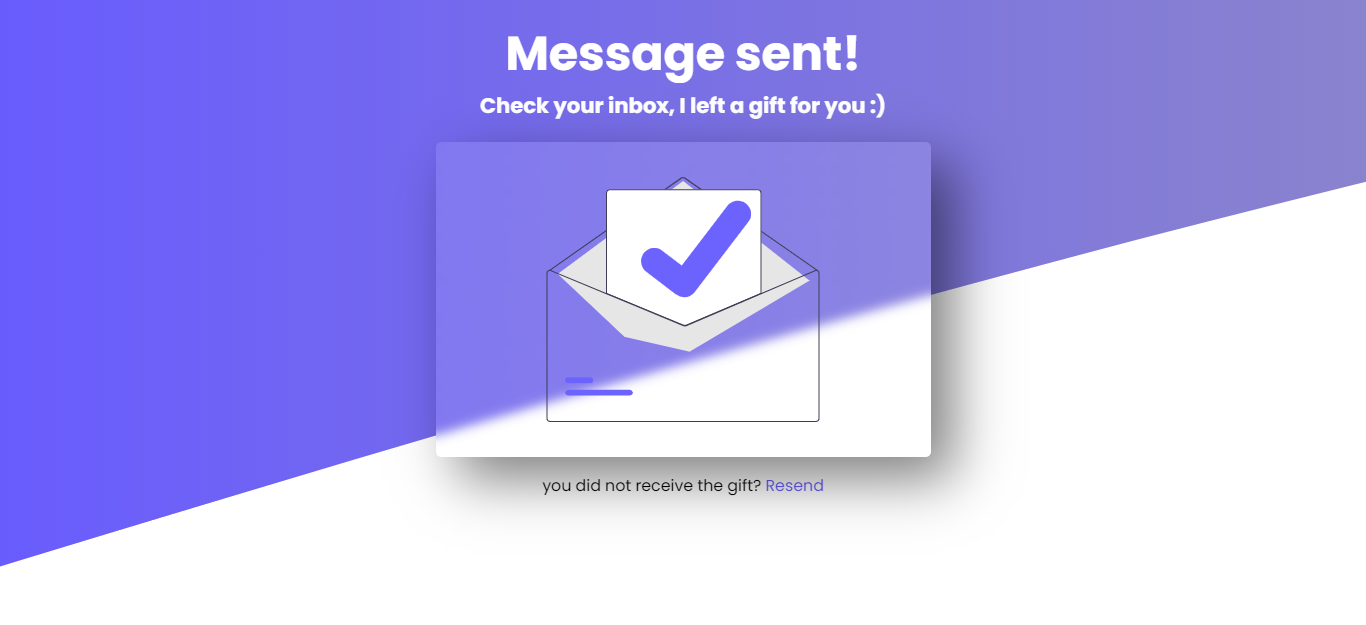 Message sent!
Check your inbox, I left a gift for you :)
you did not receive the gift? Resend